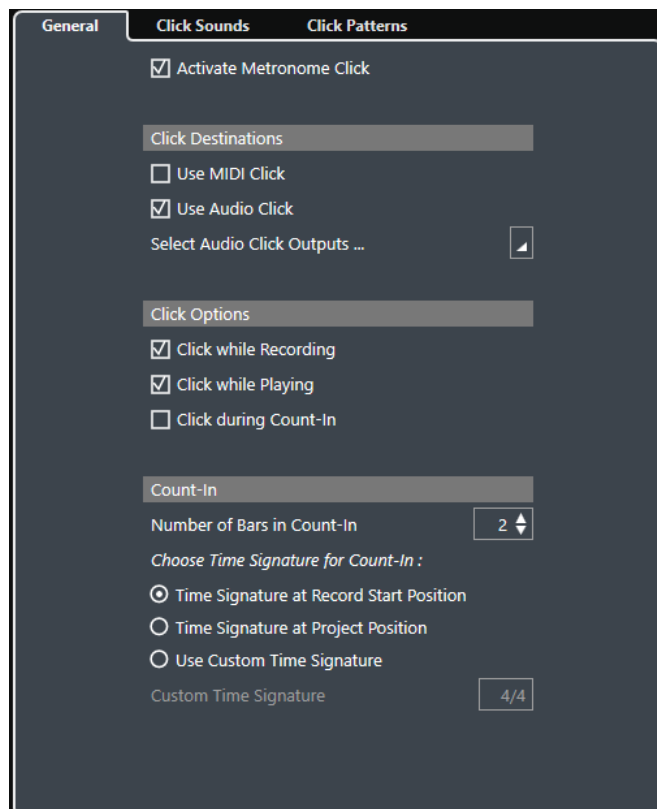 General Click Sounds Click Patterns
Activate Metronome Click
Click Destinations
Use MIDI Click
Use Audio Click
Select Audio Click Outputs ...
Click Options
Click while Recording
Click while Playing
Click during Count-In
Count-In
Number of Bars in Count-In 2
Choose Time Signature for Count-In :
Time Signature at Record Start Position
Time Signature at Project Position
Use Custom Time Signature
Custom Time Signature 4/4